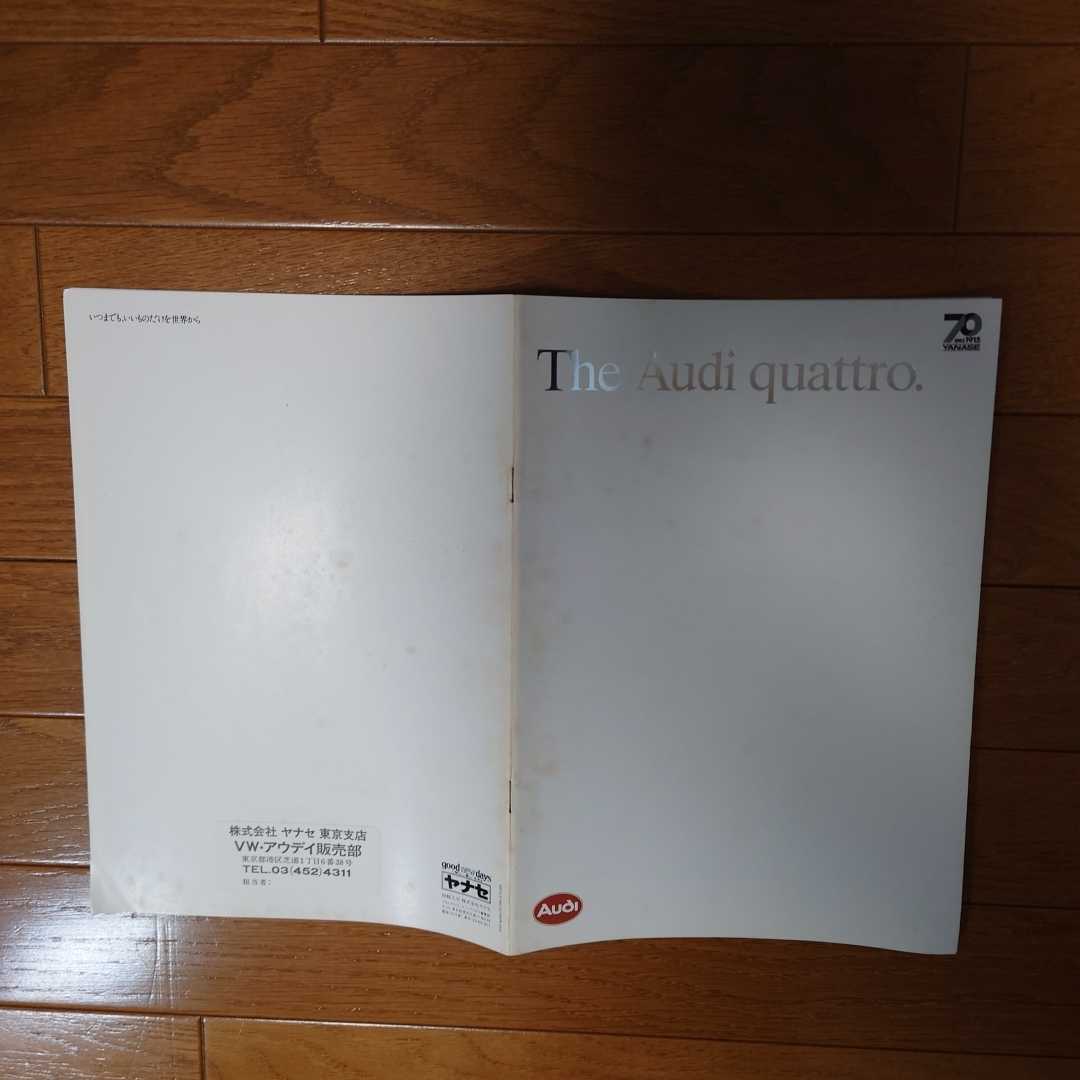 いつまでも、いいものだけを世界から
株式会社 ヤナセ 東京支店
VW・アウデイ販売部
東京都港区芝浦1丁目6番38号
TEL.03(452)4311
担当者:
good new days
ヤナセ
The Audi quattro.
70
1915
YANASE
Audi